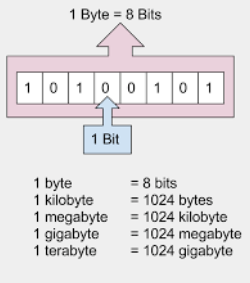 1 Byte = 8 Bits
1 0 1 0 0 1 0 1
1 Bit
1 byte = 8 bits
1 kilobyte = 1024 bytes
1 megabyte = 1024 kilobyte
1 gigabyte = 1024 megabyte
1 terabyte = 1024 gigabyte